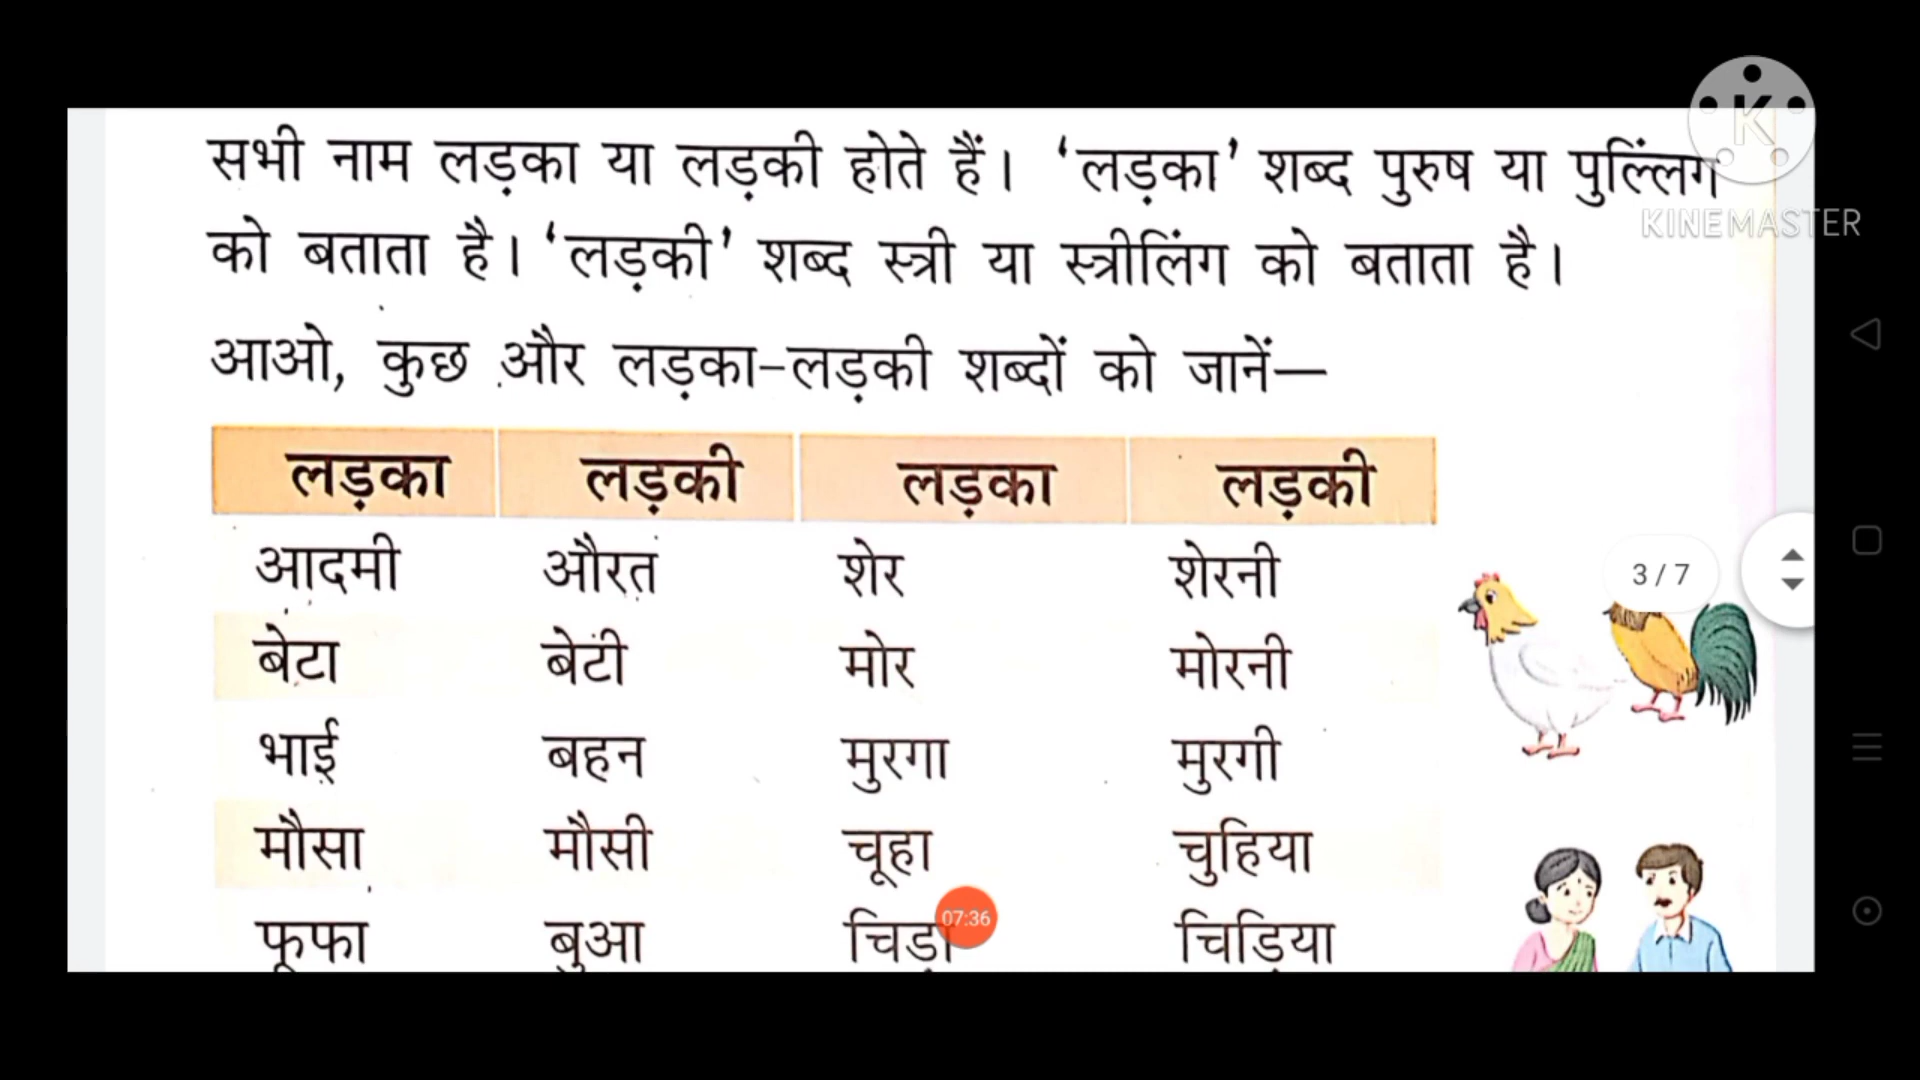 सभी नाम लड़का या लड़की होते हैं। ‘लड़का’ शब्द पुरुष या पुल्लिंग
को बताता है। ‘लड़की’ शब्द स्त्री या स्त्रीलिंग को बताता है।
आओ, कुछ और लड़का-लड़की शब्दों को जानें—
लड़का लड़की लड़का लड़की
आदमी औरत शेर शेरनी
बेटा बेटी मोर मोरनी
भाई बहन मुरगा मुरगी
मौसा मौसी चूहा चुहिया
फूफा बुआ चिड़ा चिड़िया
K
KINEMASTER
3 / 7
07:36